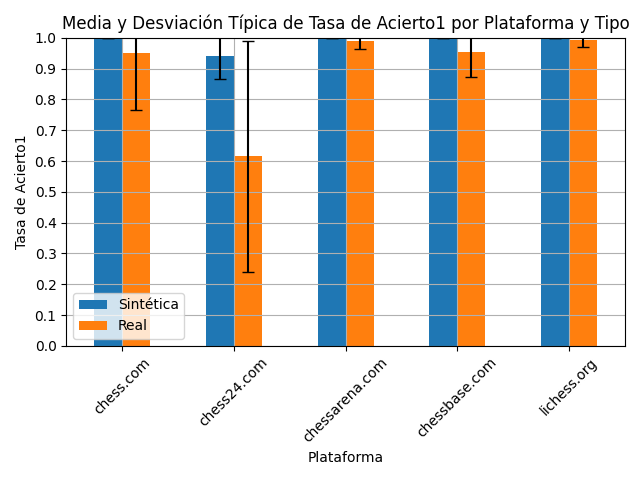 Media y Desviación Típica de Tasa de Acierto1 por Plataforma y Tipo
Tasa de Acierto1
1.0
0.9
0.8
0.7
0.6
0.5
0.4
0.3
0.2
0.1
0.0
Sintética
Real
chess.com
chess24.com
chessarena.com
chessbase.com
lichess.org
Plataforma